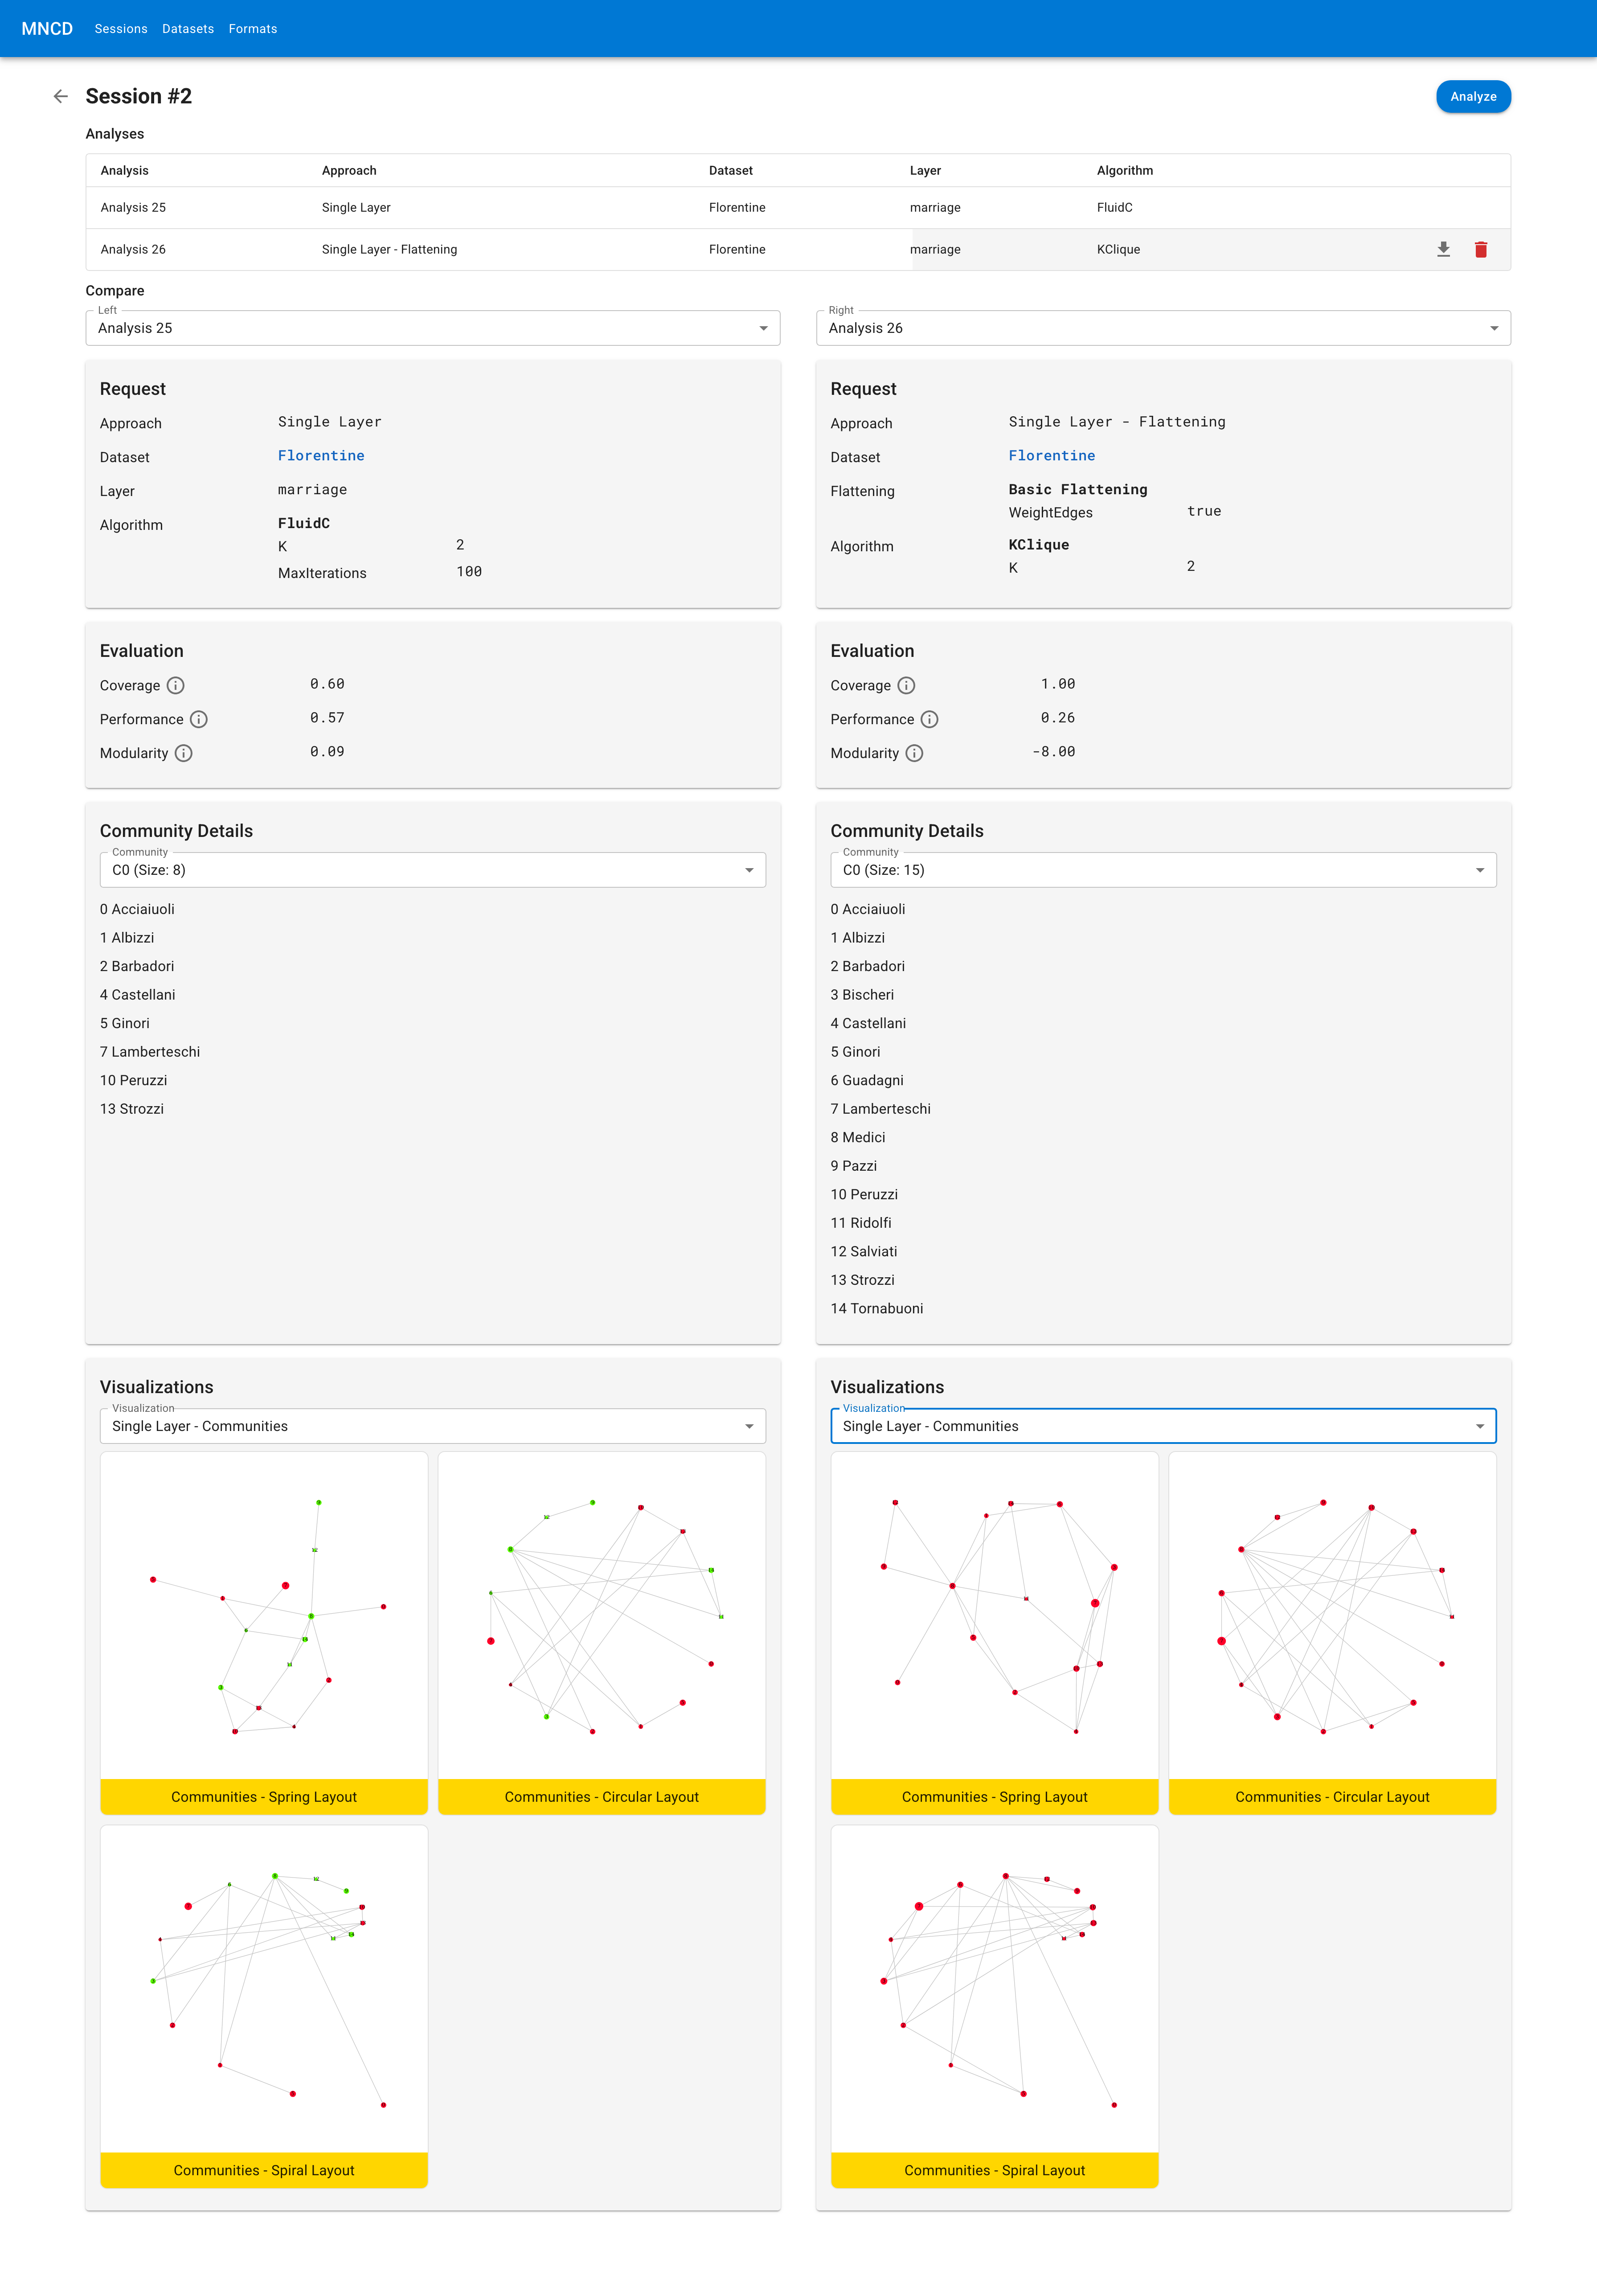 MNCD Sessions Datasets Formats
Session #2
Analyze
Analyses
Analysis Approach Dataset Layer Algorithm
Analysis 25 Single Layer Florentine marriage FluidC
Analysis 26 Single Layer - Flattening Florentine marriage KClique
Compare
Left
Analysis 25
Right
Analysis 26
Request
Approach Single Layer
Dataset Florentine
Layer marriage
Algorithm FluidC
K 2
MaxIterations 100
Request
Approach Single Layer - Flattening
Dataset Florentine
Flattening Basic Flattening
WeightEdges true
Algorithm KClique
K 2
Evaluation
Coverage 0.60
Performance 0.57
Modularity 0.09
Evaluation
Coverage 1.00
Performance 0.26
Modularity -8.00
Community Details
Community
C0 (Size: 8)
0 Acciaiuoli
1 Albizzi
2 Barbadori
4 Castellani
5 Ginori
7 Lamberteschi
10 Peruzzi
13 Strozzi
Community Details
Community
C0 (Size: 15)
0 Acciaiuoli
1 Albizzi
2 Barbadori
3 Bischeri
4 Castellani
5 Ginori
6 Guadagni
7 Lamberteschi
8 Medici
9 Pazzi
10 Peruzzi
11 Ridolfi
12 Salviati
13 Strozzi
14 Tornabuoni
Visualizations
Visualization
Single Layer - Communities
Communities - Spring Layout
Communities - Circular Layout
Communities - Spiral Layout
Visualizations
Visualization
Single Layer - Communities
Communities - Spring Layout
Communities - Circular Layout
Communities - Spiral Layout